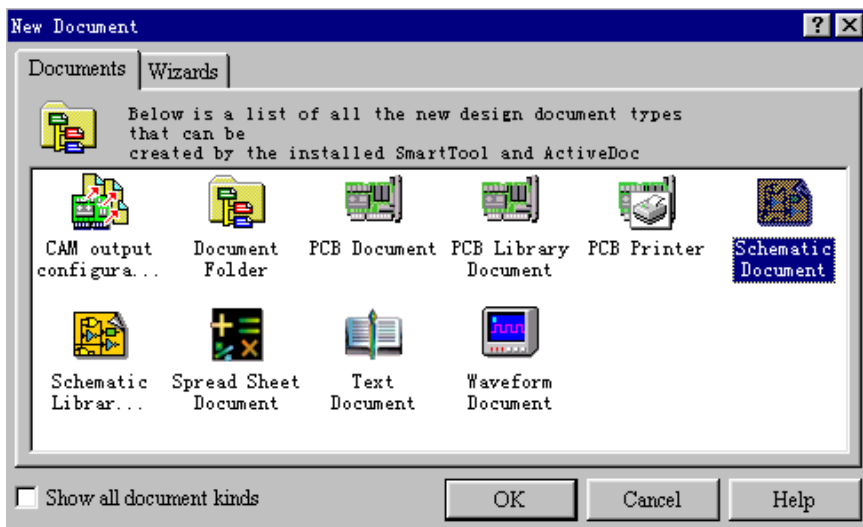 New Document
Documents Wizards
Below is a list of all the new design document types
that can be
created by the installed SmartTool and ActiveDoc
CAM output
configura...
Document
Folder
PCB Document
PCB Library
Document
PCB Printer
Schematic
Document
Schematic
Librar...
Spread Sheet
Document
Text
Document
Waveform
Document
Show all document kinds
OK
Cancel
Help